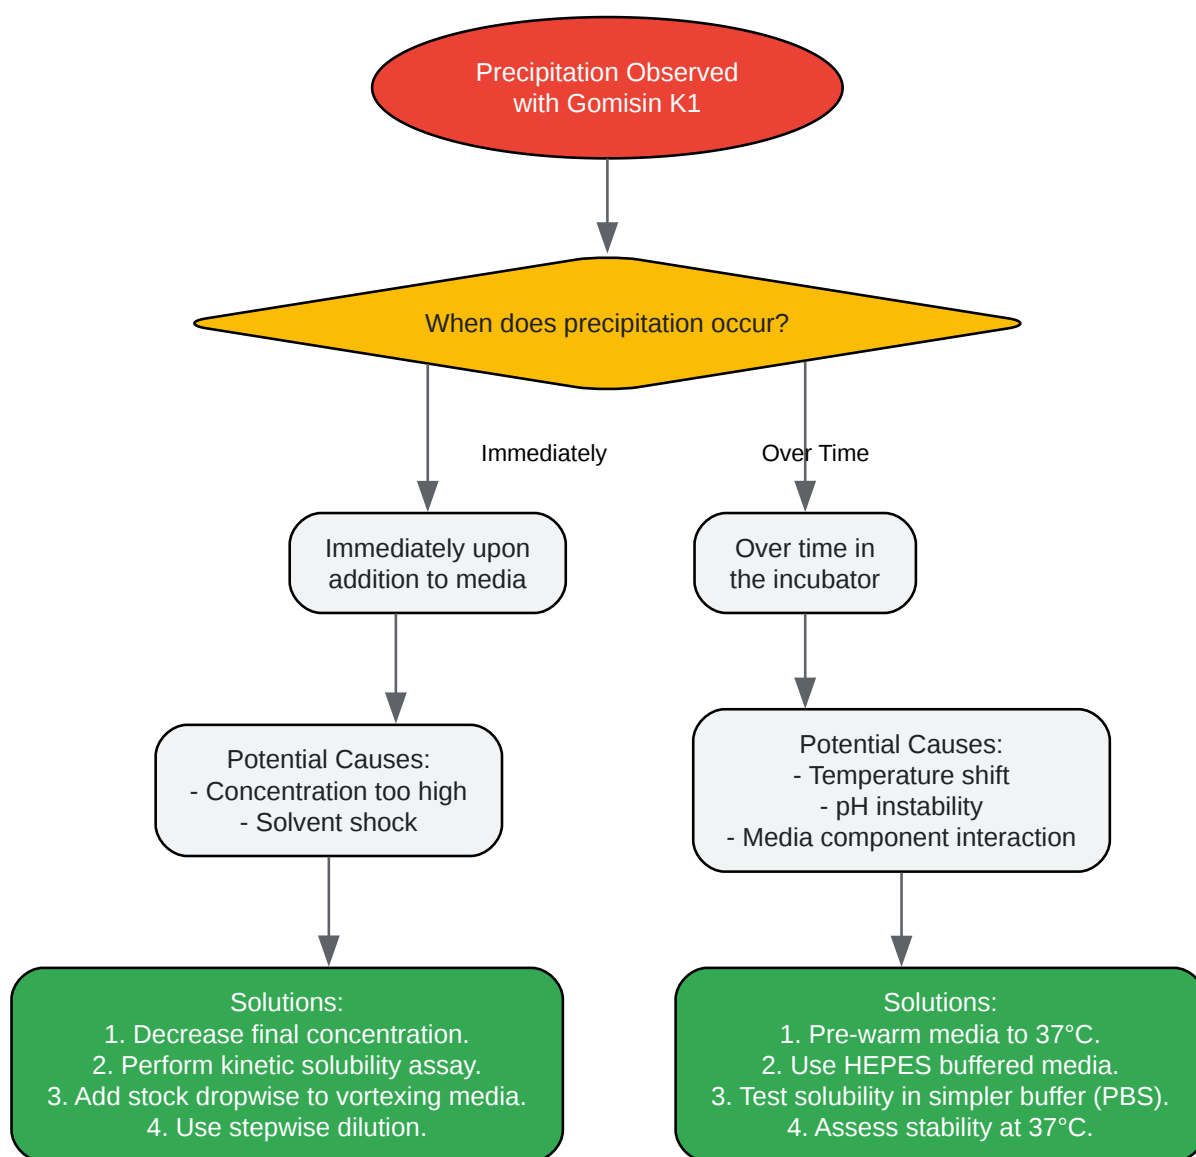 Precipitation Observed
with Gomisin K1
When does precipitation occur?
Immediately
Over Time
Immediately upon
addition to media
Over time in
the incubator
Potential Causes:
- Concentration too high
- Solvent shock
Potential Causes:
- Temperature shift
- pH instability
- Media component interaction
Solutions:
1. Decrease final concentration.
2. Perform kinetic solubility assay.
3. Add stock dropwise to vortexing media.
4. Use stepwise dilution.
Solutions:
1. Pre-warm media to 37°C.
2. Use HEPES buffered media.
3. Test solubility in simpler buffer (PBS).
4. Assess stability at 37°C.